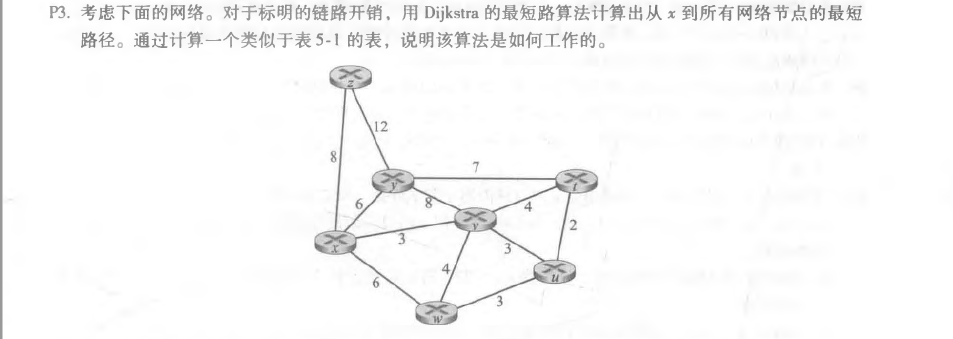 P3. 考虑下面的网络。对于标明的链路开销，用 Dijkstra 的最短路算法计算出从 x 到所有网络节点的最短
路径。通过计算一个类似于表 5-1 的表，说明该算法是如何工作的。
z
12
8
7
y
t
6
8
4
v
x
3
2
3
4
u
6
3
w